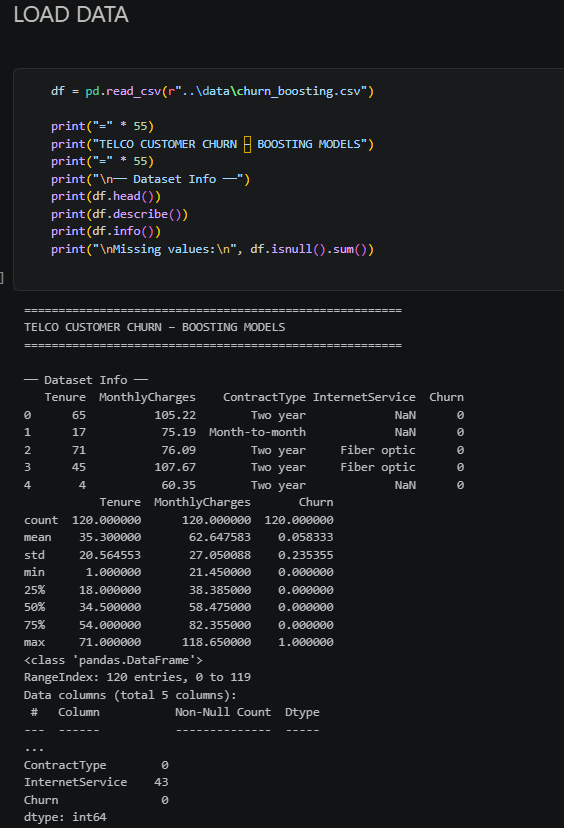 LOAD DATA
df = pd.read_csv(r"..\data\churn_boosting.csv")
print("=" * 55)
print("TELCO CUSTOMER CHURN – BOOSTING MODELS")
print("=" * 55)
print("\n── Dataset Info ──")
print(df.head())
print(df.describe())
print(df.info())
print("\nMissing values:\n", df.isnull().sum())
]
=======================================================
TELCO CUSTOMER CHURN – BOOSTING MODELS
=======================================================
── Dataset Info ──
   Tenure  MonthlyCharges    ContractType InternetService  Churn
0      65          105.22        Two year             NaN      0
1      17           75.19  Month-to-month             NaN      0
2      71           76.09        Two year     Fiber optic      0
3      45          107.67        Two year     Fiber optic      0
4       4           60.35        Two year             NaN      0
           Tenure  MonthlyCharges       Churn
count  120.000000      120.000000  120.000000
mean    35.300000       62.647583    0.058333
std     20.564553       27.050088    0.235355
min      1.000000       21.450000    0.000000
25%     18.000000       38.385000    0.000000
50%     34.500000       58.475000    0.000000
75%     54.000000       82.355000    0.000000
max     71.000000      118.650000    1.000000
<class 'pandas.DataFrame'>
RangeIndex: 120 entries, 0 to 119
Data columns (total 5 columns):
 #   Column           Non-Null Count  Dtype
---  ------           --------------  -----
...
ContractType        0
InternetService    43
Churn               0
dtype: int64